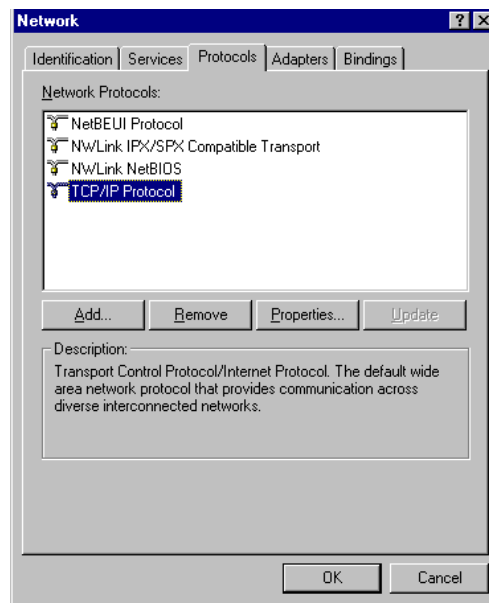 Network
Identification Services Protocols Adapters Bindings
Network Protocols:
NetBEUI Protocol
NWLink IPX/SPX Compatible Transport
NWLink NetBIOS
TCP/IP Protocol
Add... Remove Properties... Update
Description:
Transport Control Protocol/Internet Protocol. The default wide
area network protocol that provides communication across
diverse interconnected networks.
OK Cancel